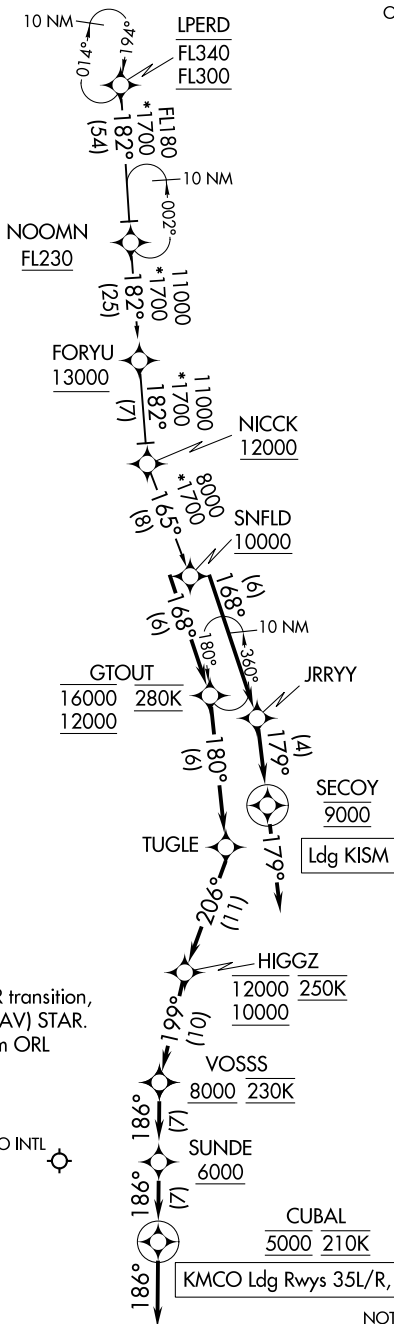 O
10 NM
194°
014°
LPERD
FL340
FL300
FL180
*1700
182°
(54)
10 NM
002°
NOOMN
FL230
11000
*1700
182°
(25)
FORYU
13000
11000
*1700
182°
(7)
NICCK
12000
8000
*1700
165°
(8)
SNFLD
10000
(6)
168°
168°
(6)
10 NM
180°
360°
GTOUT
16000 280K
12000
JRRYY
180°
(6)
179°
(4)
SECOY
9000
TUGLE
179°
Ldg KISM
206°
(11)
HIGGZ
12000 250K
10000
R transition,
AV) STAR.
n ORL
199°
(10)
VOSSS
8000 230K
186°
(7)
O INTL
SUNDE
6000
186°
(7)
CUBAL
5000 210K
KMCO Ldg Rwys 35L/R,
186°
NOT